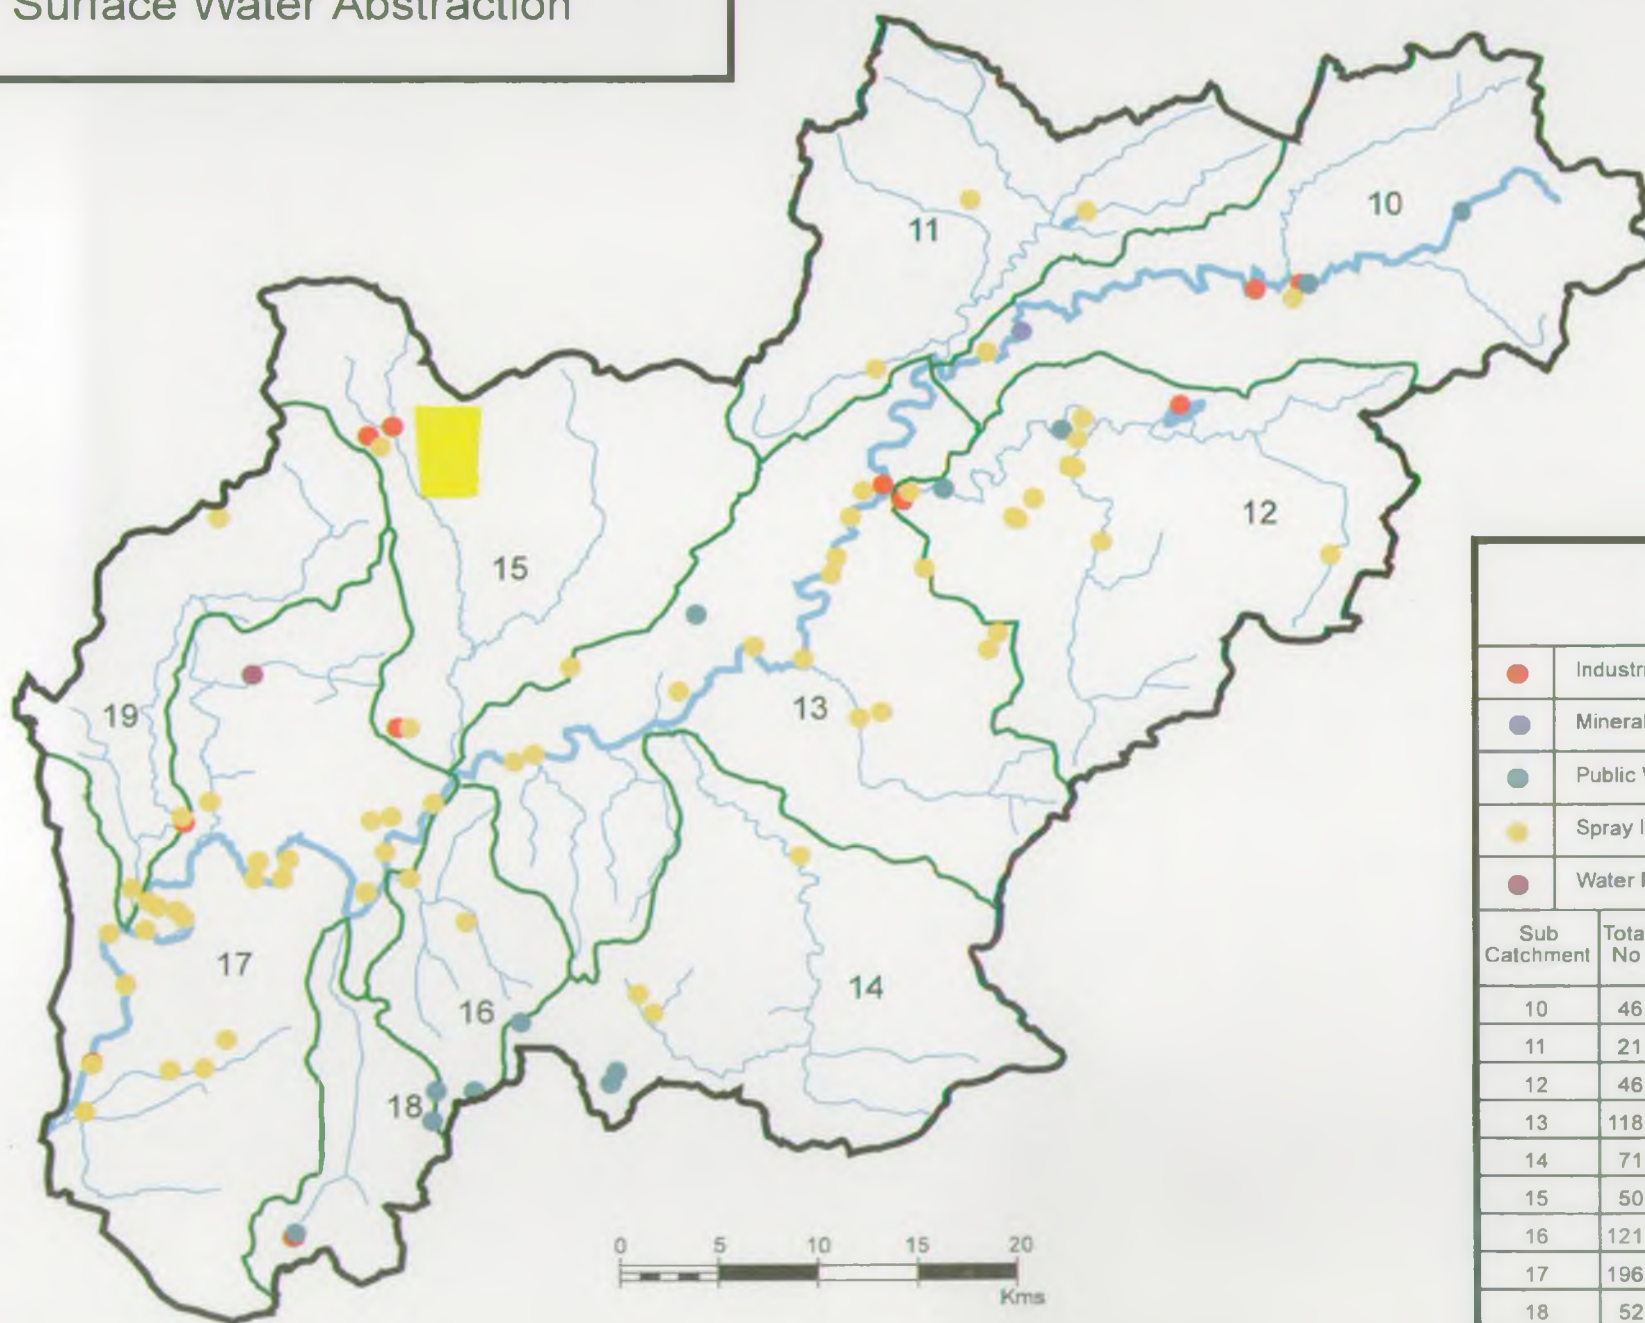 Surface Water Abstraction
10
11
12
15
19
13
17
14
16
18
0 5 10 15 20
Kms
Industr
Mineral
Public
Spray
Water
Sub Catchment Tota No
10 46
11 21
12 46
13 118
14 71
15 50
16 121
17 196
18 52